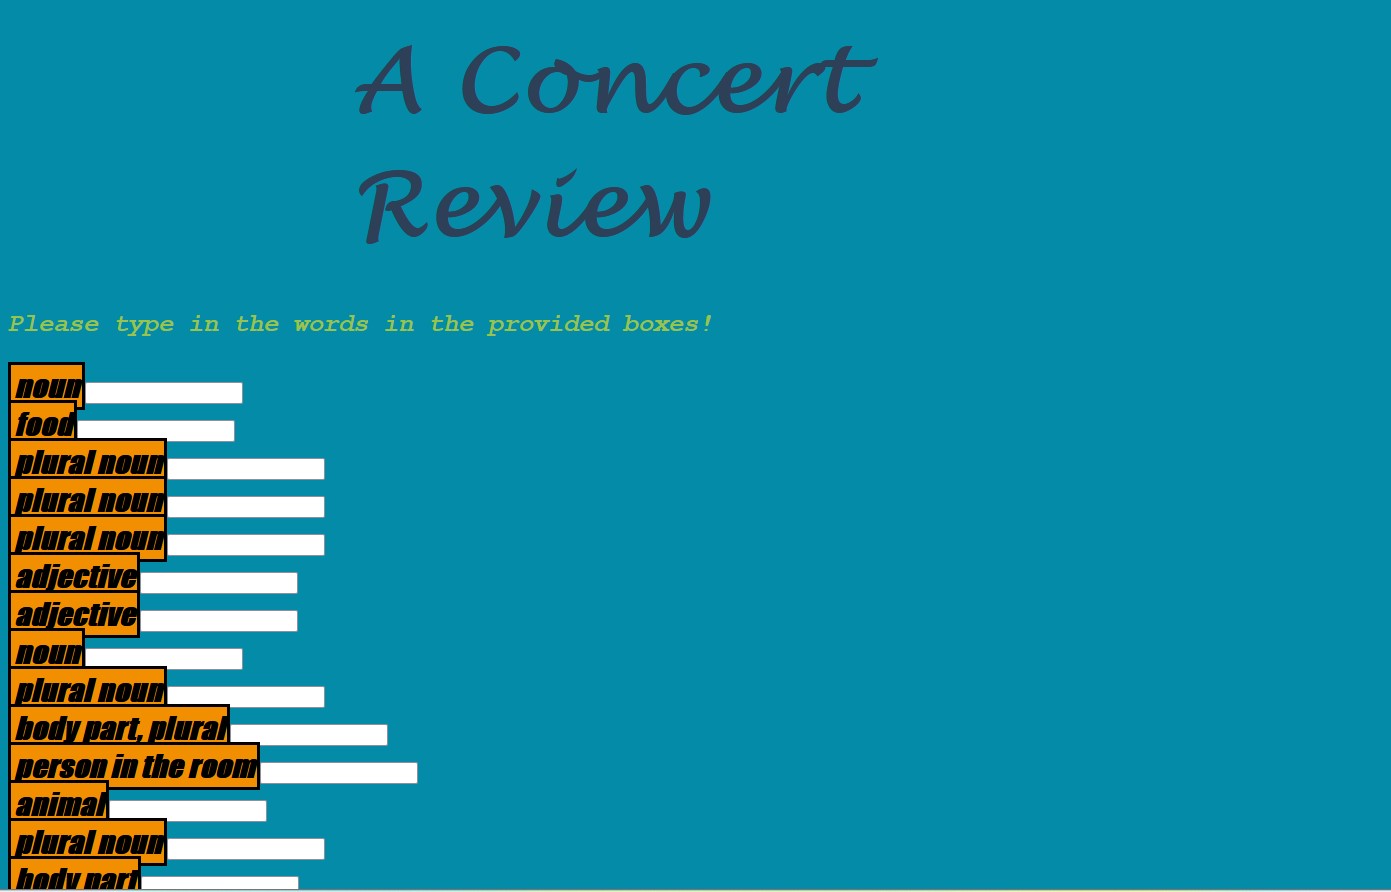 A Concert
Review
Please type in the words in the provided boxes!
noun
food
plural noun
plural noun
plural noun
adjective
adjective
noun
plural noun
body part, plural
person in the room
animal
plural noun
body part